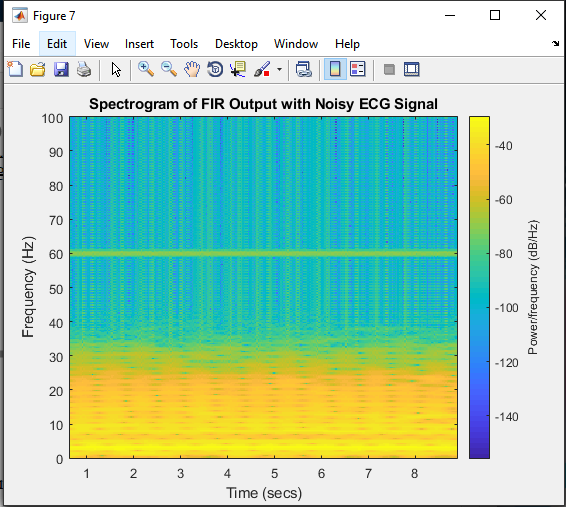 Figure 7
File Edit View Insert Tools Desktop Window Help
Spectrogram of FIR Output with Noisy ECG Signal
100
90
80
70
60
50
40
30
20
10
0
Frequency (Hz)
1 2 3 4 5 6 7 8
Time (secs)
-40
-60
-80
-100
-120
-140
Power/frequency (dB/Hz)